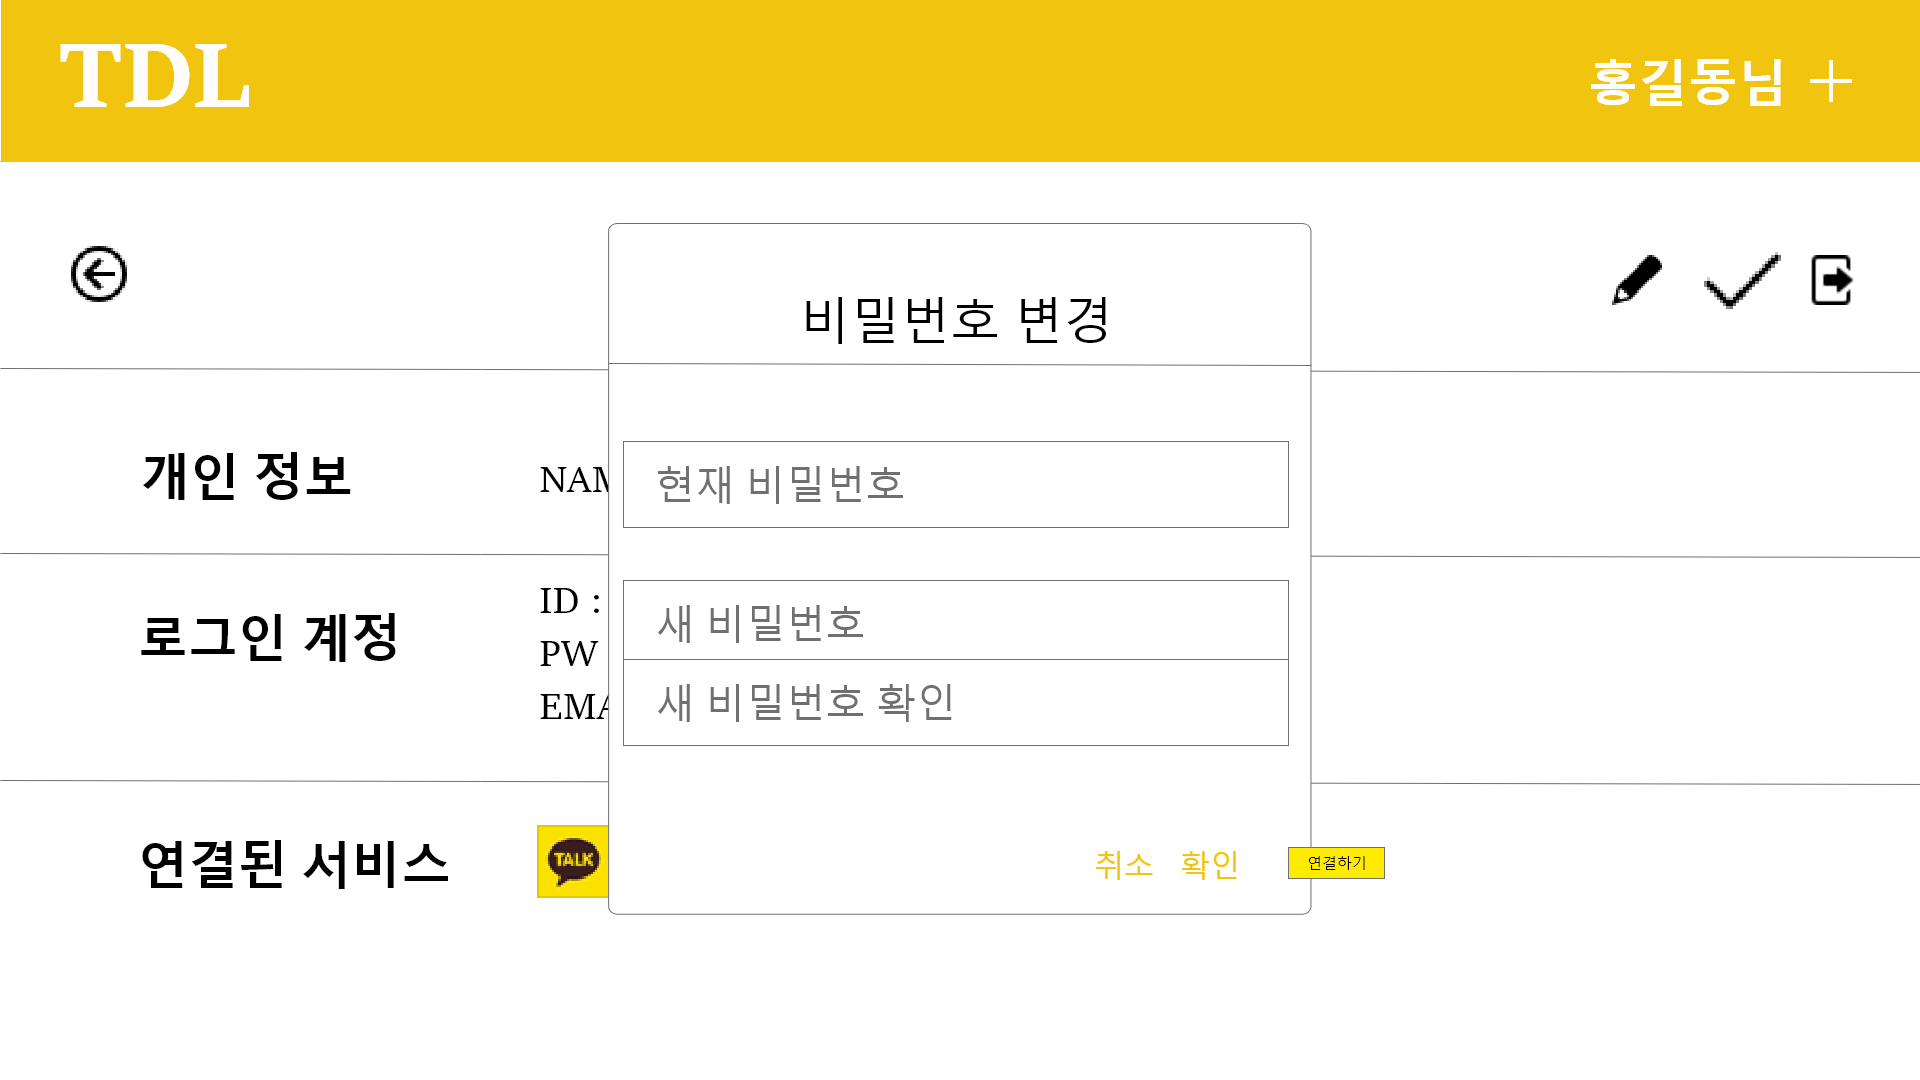 TDL
홍길동님
비밀번호 변경
개인 정보
NAM
현재 비밀번호
로그인 계정
ID :
PW
EMA
새 비밀번호
새 비밀번호 확인
연결된 서비스
TALK
취소 확인
연결하기